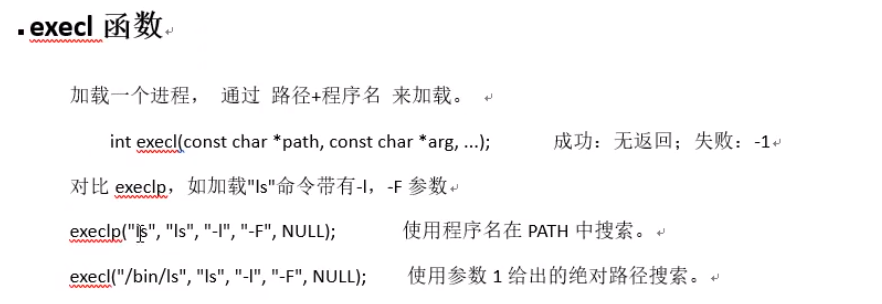 ▪execl 函数
加载一个进程， 通过 路径+程序名 来加载。
int execl(const char *path, const char *arg, ...); 成功：无返回；失败：-1
对比 execlp，如加载"ls"命令带有-l，-F 参数
execlp("ls", "ls", "-l", "-F", NULL); 使用程序名在 PATH 中搜索。
execl("/bin/ls", "ls", "-l", "-F", NULL); 使用参数 1 给出的绝对路径搜索。